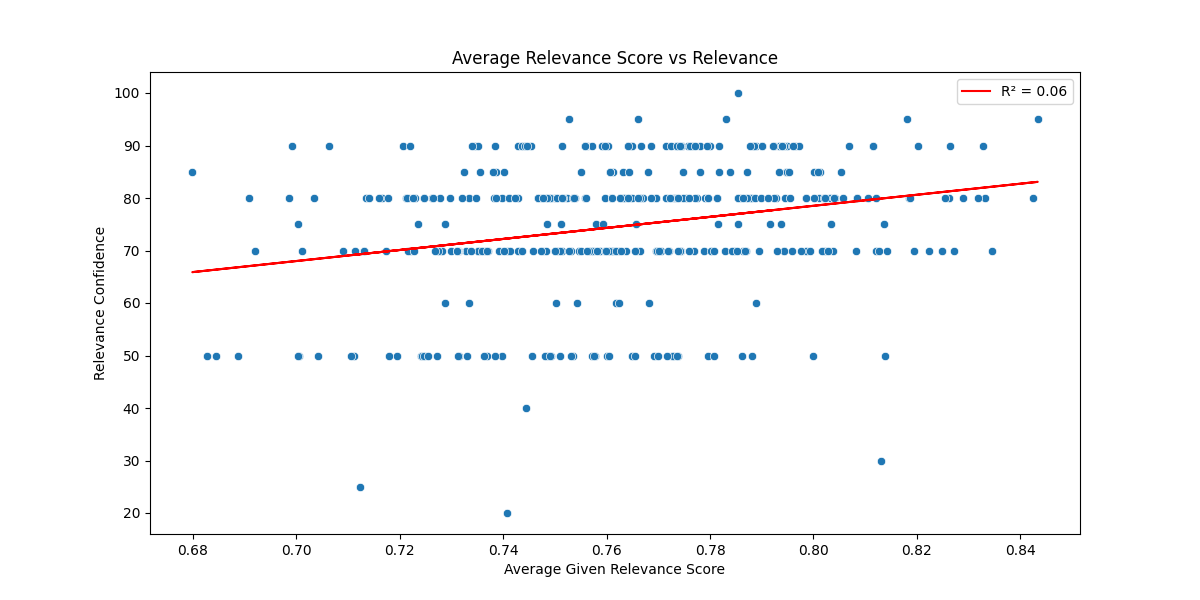 Average Relevance Score vs Relevance
R² = 0.06
Relevance Confidence
100
90
80
70
60
50
40
30
20
0.68 0.70 0.72 0.74 0.76 0.78 0.80 0.82 0.84
Average Given Relevance Score